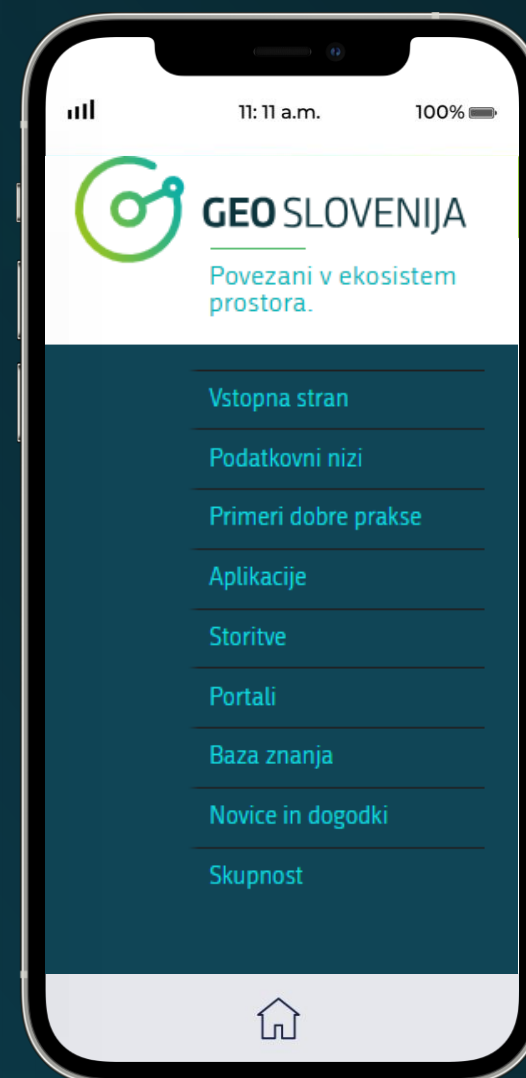 11: 11 a.m. 100%
GEO SLOVENIJA
Povezani v ekosistem
prostora.
Vstopna stran
Podatkovni nizi
Primeri dobre prakse
Aplikacije
Storitve
Portali
Baza znanja
Novice in dogodki
Skupnost